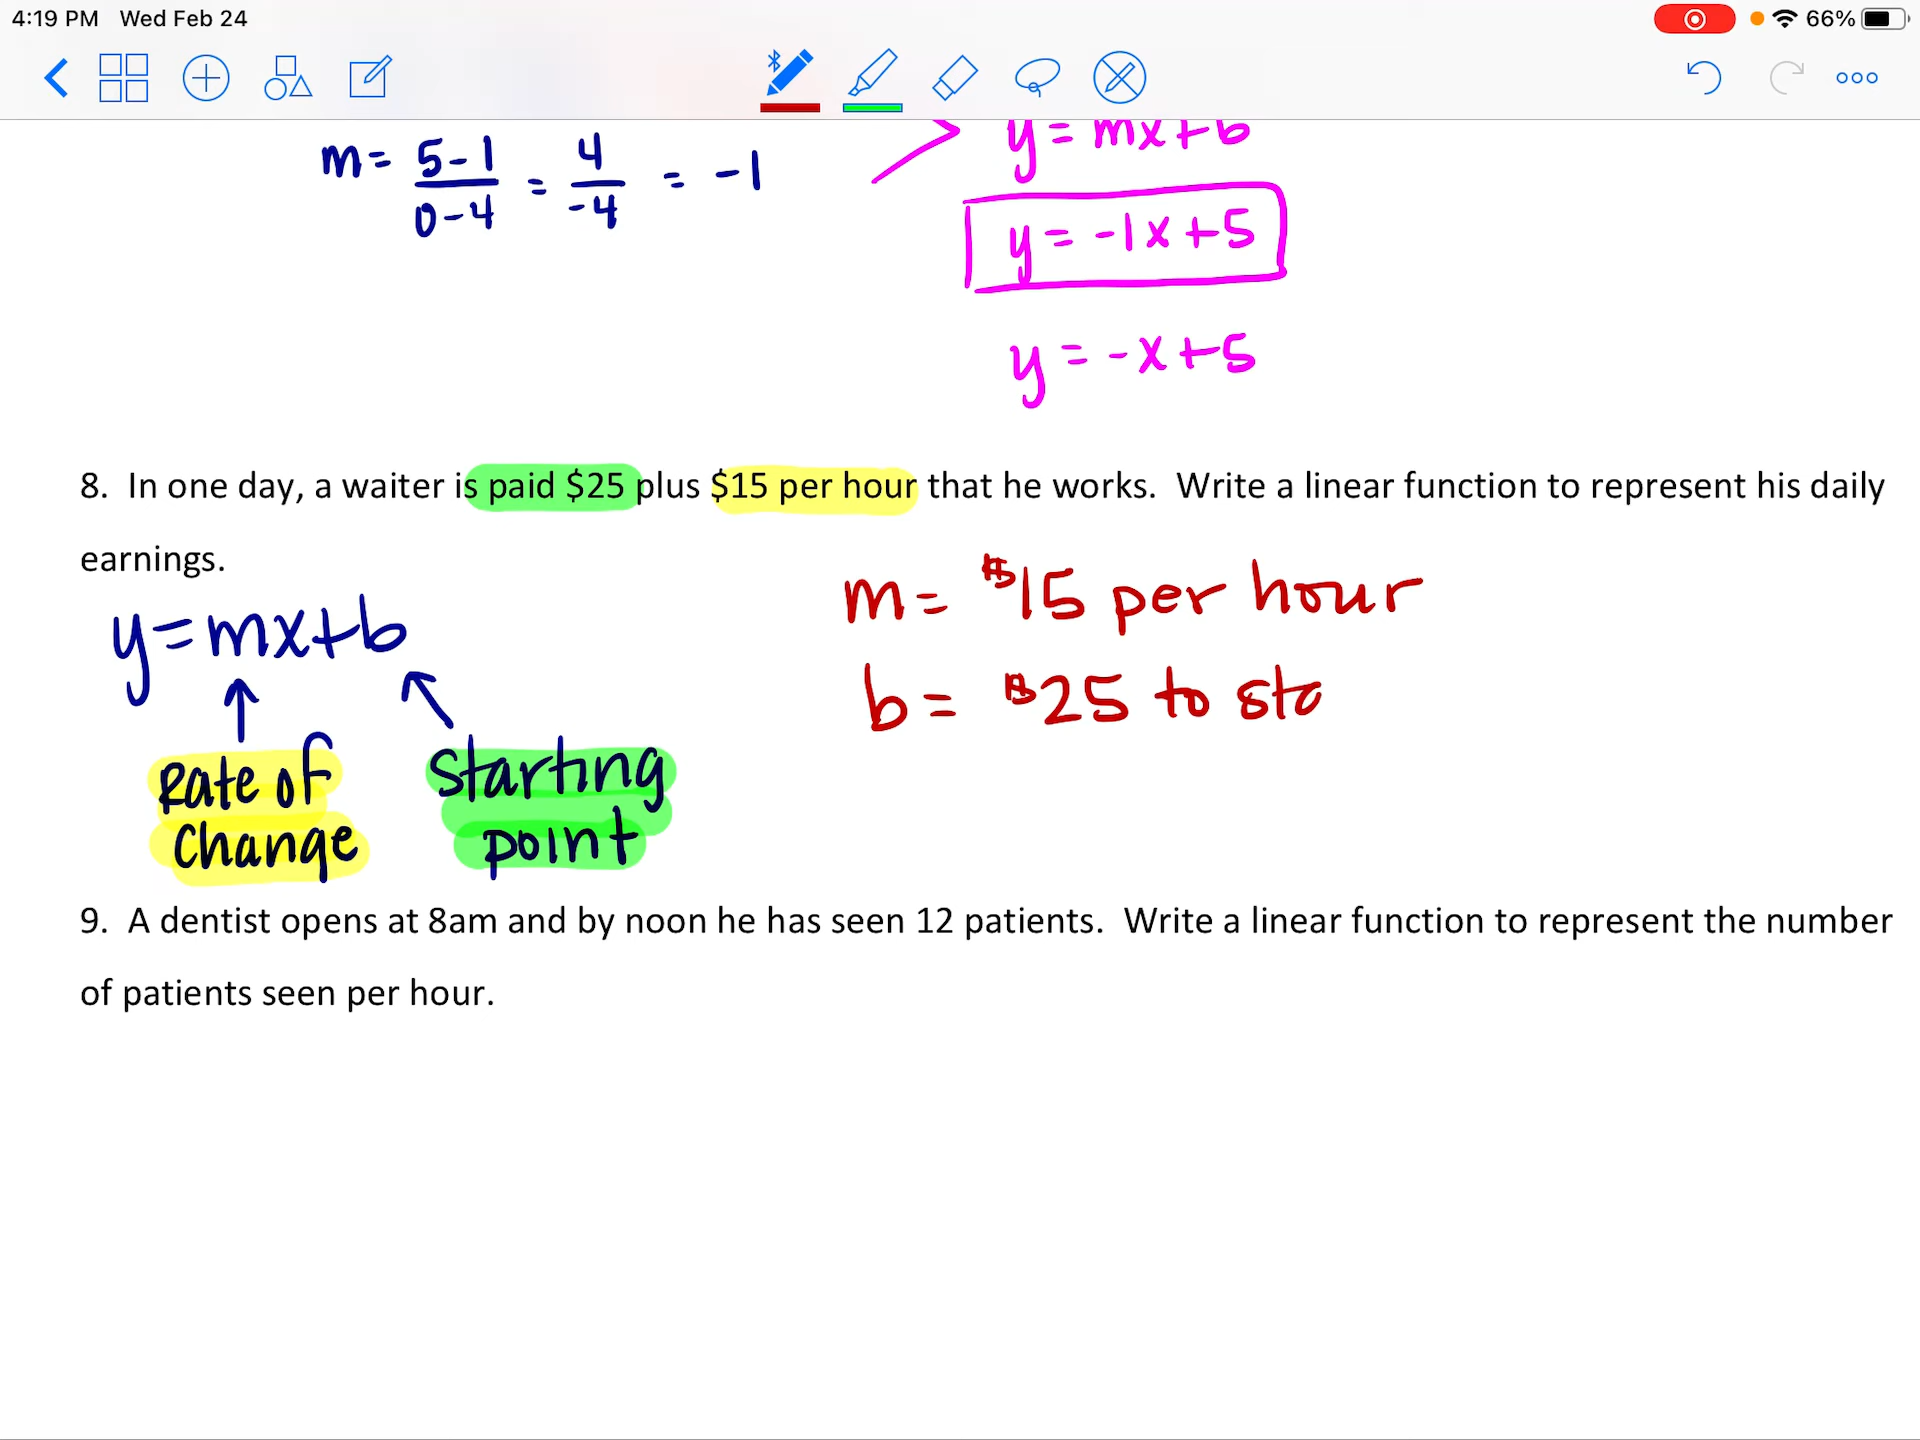 4:19 PM Wed Feb 24
66%
y = mx + b
m = 5-1 / 0-4 = 4 / -4 = -1
y = -1x + 5
y = -x + 5
8. In one day, a waiter is paid $25 plus $15 per hour that he works. Write a linear function to represent his daily
earnings.
y = mx + b
m = $15 per hour
b = $25 to sta
Rate of
Change
starting
point
9. A dentist opens at 8am and by noon he has seen 12 patients. Write a linear function to represent the number
of patients seen per hour.